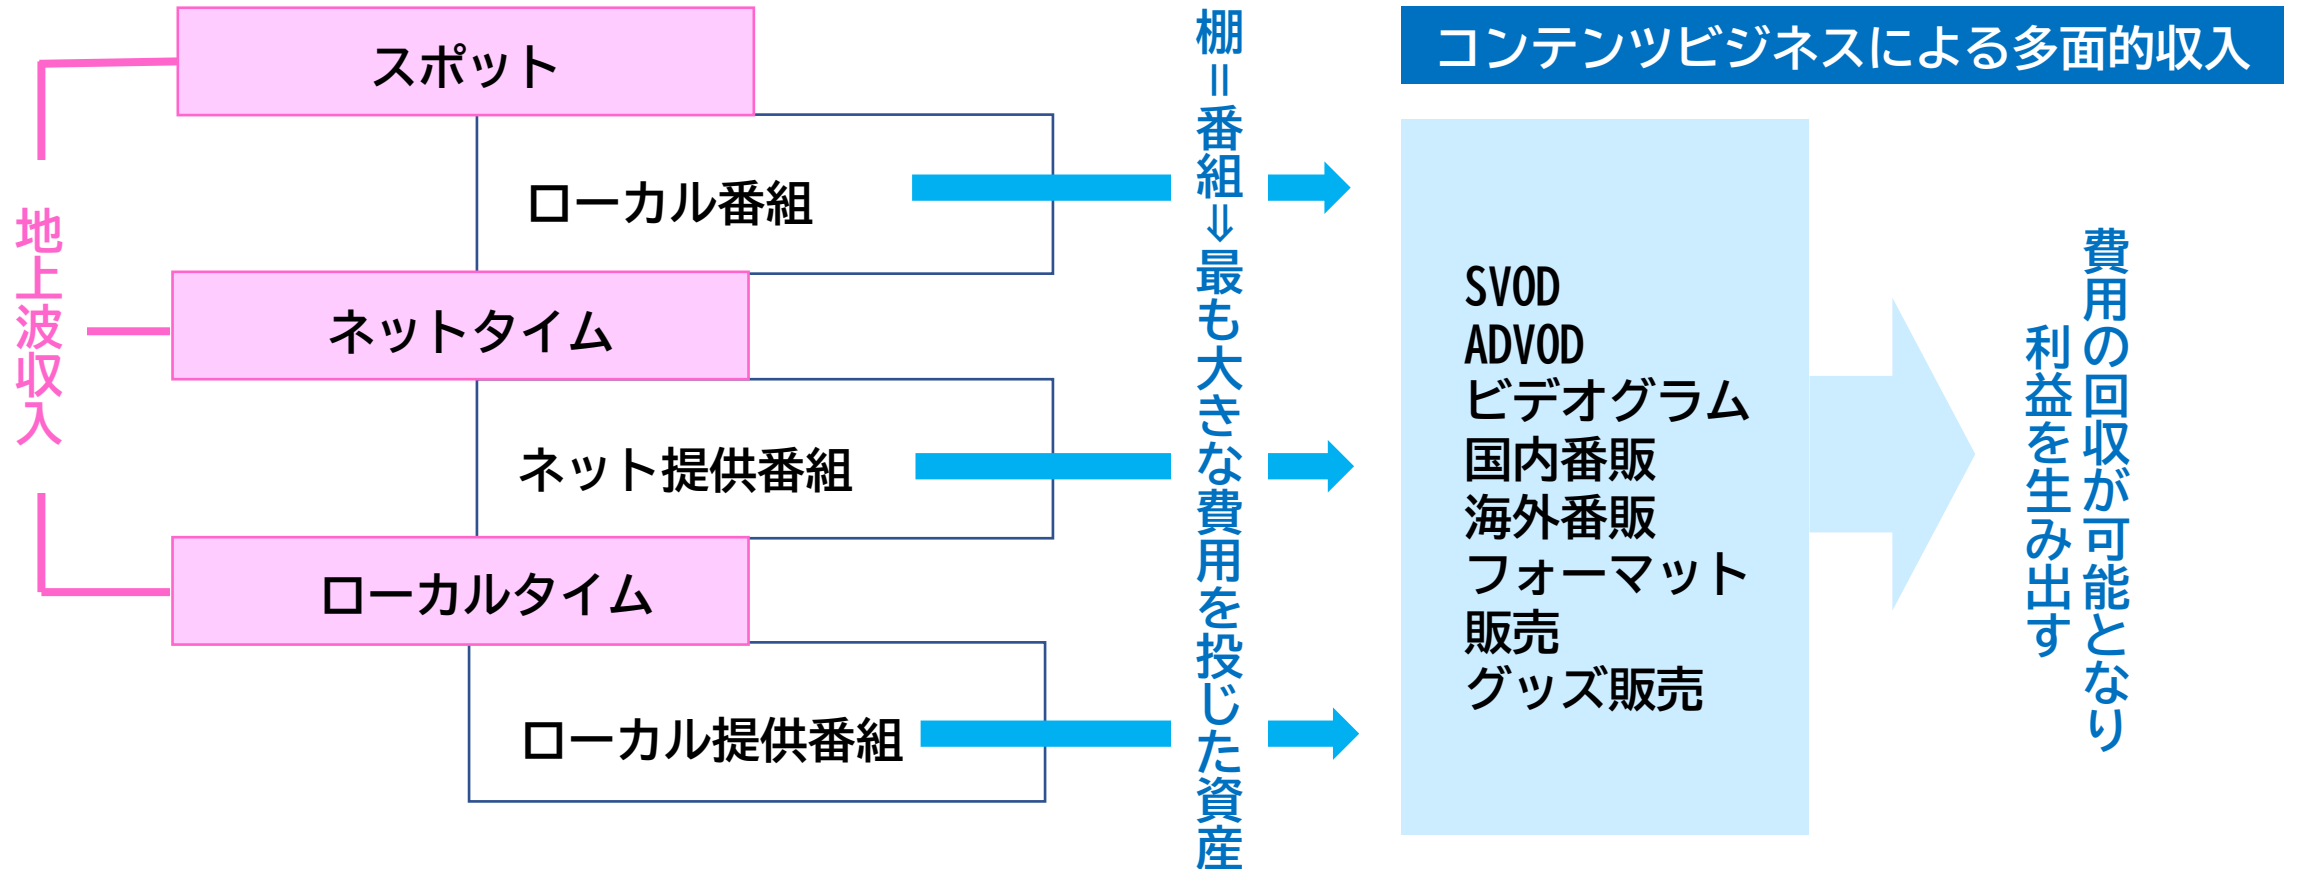 地上波収入
スポット
ローカル番組
ネットタイム
ネット提供番組
ローカルタイム
ローカル提供番組
棚＝番組⇒最も大きな費用を投じた資産
コンテンツビジネスによる多面的収入
SVOD
ADVOD
ビデオグラム
国内番販
海外番販
フォーマット
販売
グッズ販売
費用の回収が可能となり
利益を生み出す